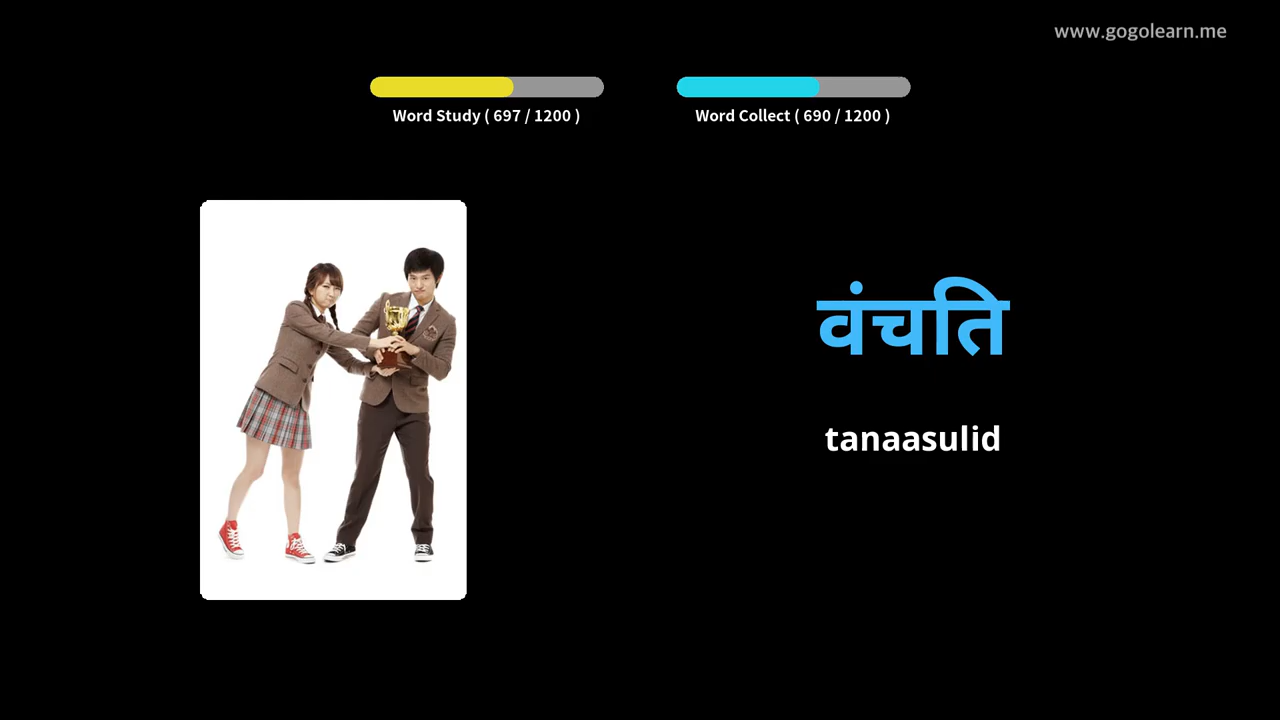 www.gogolearn.me
Word Study ( 697 / 1200 )
Word Collect ( 690 / 1200 )
वंचति
tanaasulid